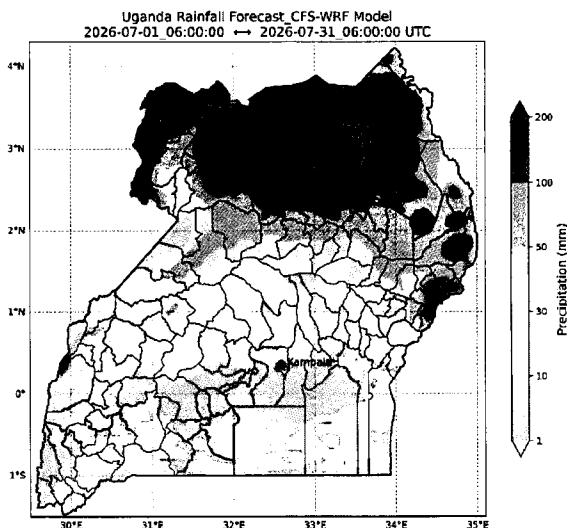 Uganda Rainfall Forecast_CFS-WRF Model
2026-07-01_06:00:00 ↔ 2026-07-31_06:00:00 UTC
4°N
3°N
2°N
1°N
0°
1°S
30°E
31°E
32°E
33°E
34°E
35°E
Kampala
200
100
50
30
10
1
Precipitation (mm)